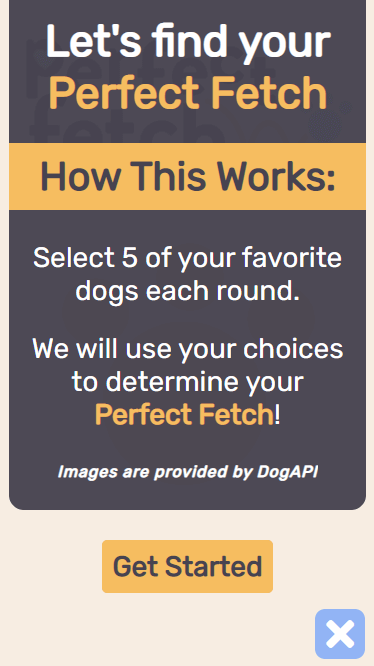 Let's find your
Perfect Fetch
How This Works:
Select 5 of your favorite
dogs each round.
We will use your choices
to determine your
Perfect Fetch!
Images are provided by DogAPI
Get Started